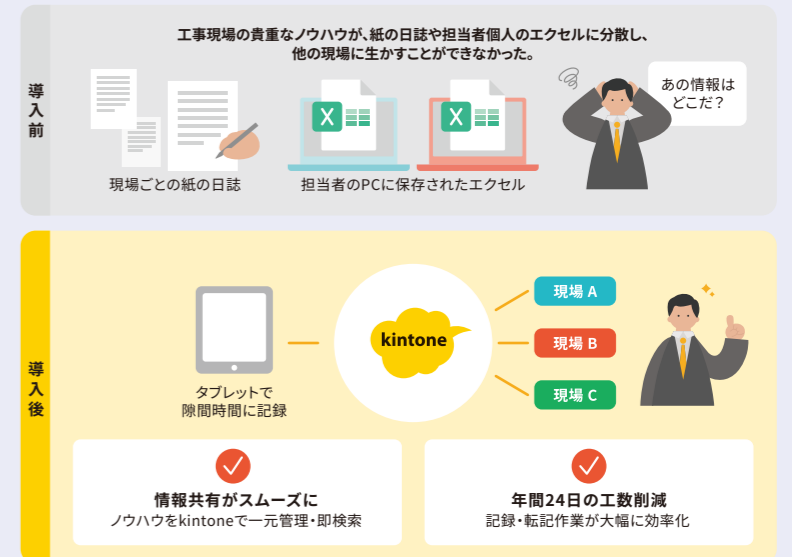 導入前
工事現場の貴重なノウハウが、紙の日誌や担当者個人のエクセルに分散し、
他の現場に生かすことができなかった。
X
X
あの情報は
どこだ？
現場ごとの紙の日誌
担当者のPCに保存されたエクセル
導入後
タブレットで
隙間時間に記録
kintone
現場 A
現場 B
現場 C
情報共有がスムーズに
ノウハウをkintoneで一元管理・即検索
年間24日の工数削減
記録・転記作業が大幅に効率化